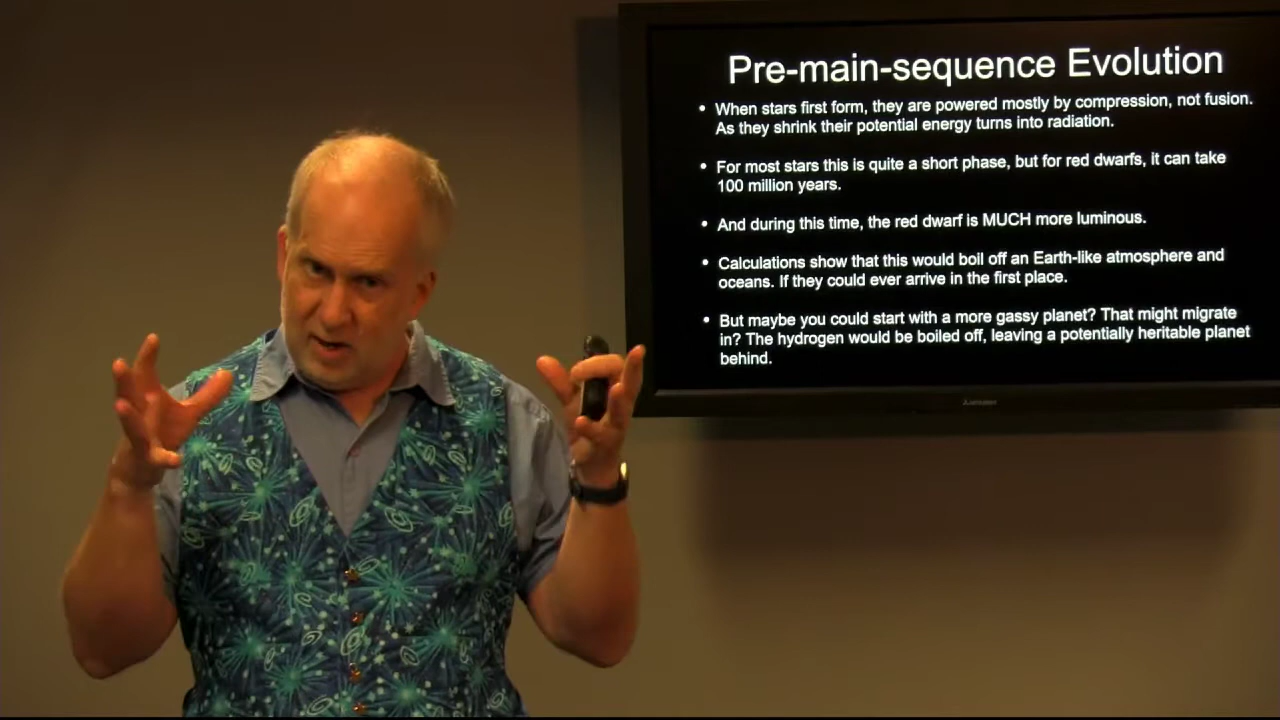 Pre-main-sequence Evolution
• When stars first form, they are powered mostly by compression, not fusion.
As they shrink their potential energy turns into radiation.
• For most stars this is quite a short phase, but for red dwarfs, it can take
100 million years.
• And during this time, the red dwarf is MUCH more luminous.
• Calculations show that this would boil off an Earth-like atmosphere and
oceans. If they could ever arrive in the first place.
• But maybe you could start with a more gassy planet? That might migrate
in? The hydrogen would be boiled off, leaving a potentially heritable planet
behind.